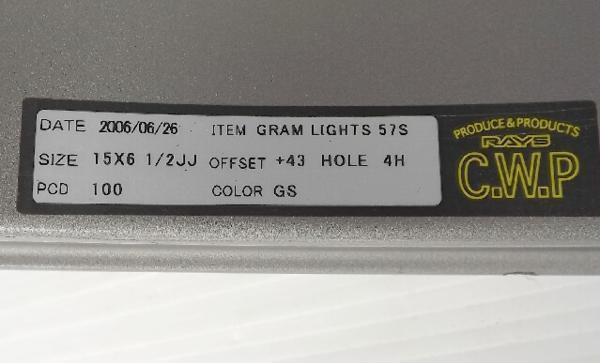 DATE 2006/06/26 ITEM GRAM LIGHTS 57S
SIZE 15X6 1/2JJ OFFSET +43 HOLE 4H
PCD 100 COLOR GS
PRODUCE & PRODUCTS
RAYS
C.W.P